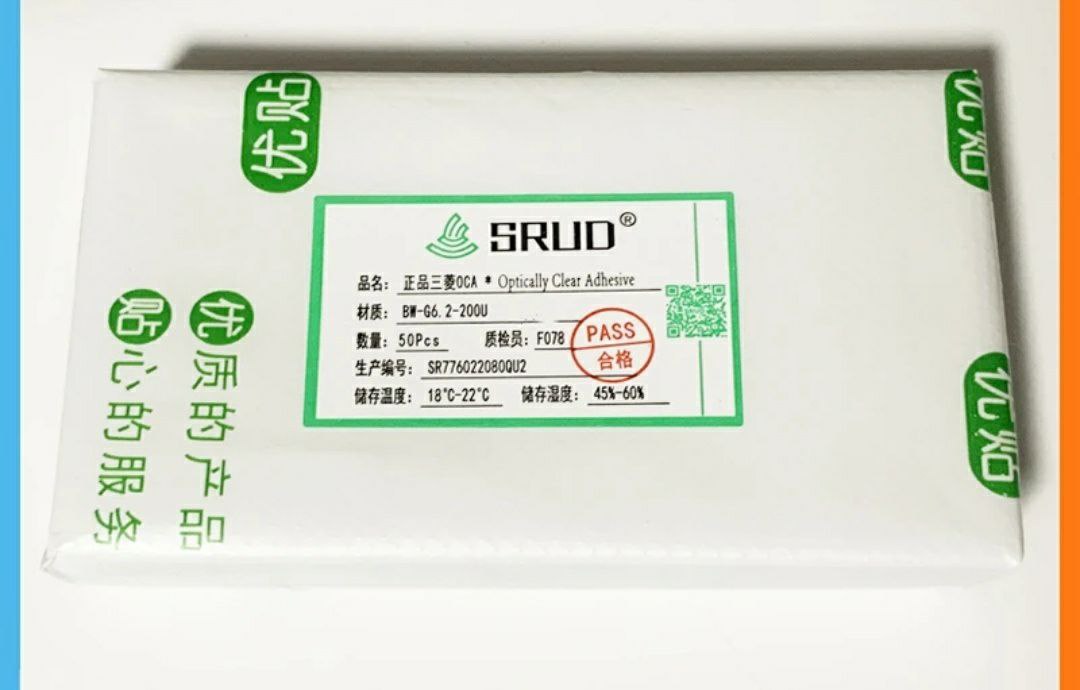 优贴
优贴
SRUD®
品名: 正品三菱OCA * Optically Clear Adhesive
材质: BW-G6.2-200U
数量: 50Pcs 质检员: F078
PASS
合格
生产编号: SR776022080QU2
储存温度: 18℃-22℃ 储存湿度: 45%-60%
优质的产品
贴心的服务
优贴